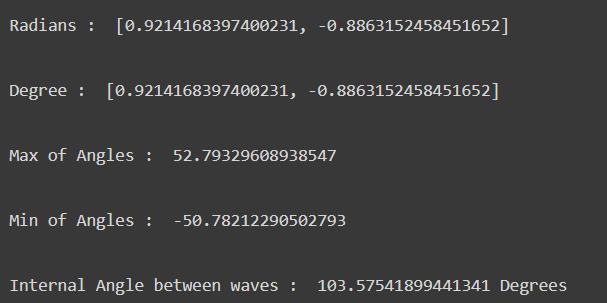 Radians :  [0.9214168397400231, -0.8863152458451652]
Degree :  [0.9214168397400231, -0.8863152458451652]
Max of Angles :  52.79329608938547
Min of Angles :  -50.78212290502793
Internal Angle between waves :  103.57541899441341 Degrees